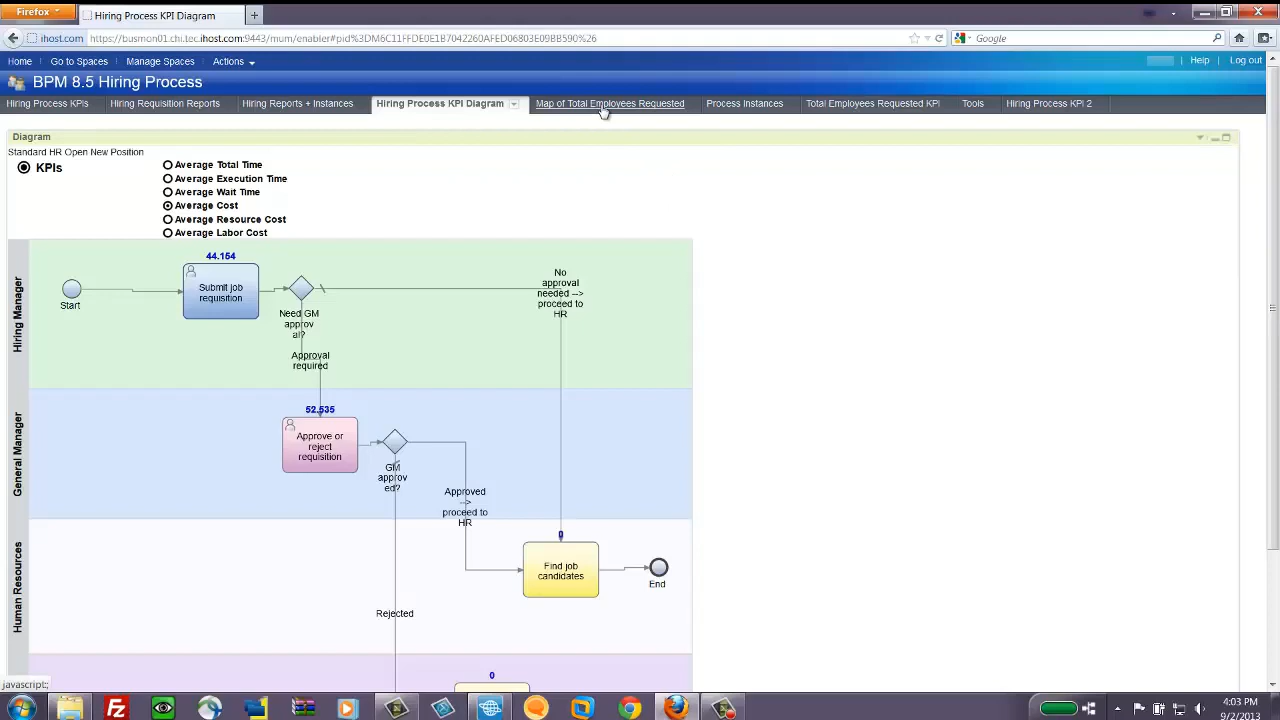 Firefox
Hiring Process KPI Diagram
ihost.com
https://busmon01.chi.tec.ihost.com:9443/mum/enabler#pid%3DM6C11FFDE0E1B7042260AFED06803E09BB590%26
Google
Home
Go to Spaces
Manage Spaces
Actions
Help
Log out
BPM 8.5 Hiring Process
Hiring Process KPIs
Hiring Requisition Reports
Hiring Reports + Instances
Hiring Process KPI Diagram
Map of Total Employees Requested
Process Instances
Total Employees Requested KPI
Tools
Hiring Process KPI 2
Diagram
Standard HR Open New Position
KPIs
Average Total Time
Average Execution Time
Average Wait Time
Average Cost
Average Resource Cost
Average Labor Cost
Hiring Manager
44.154
Submit job
requisition
Start
Need GM
approv
al?
No
approval
needed -->
proceed to
HR
Approval
required
General Manager
52.535
Approve or
reject
requisition
GM
approv
ed?
Approved
-->
proceed to
HR
Human Resources
0
Find job
candidates
End
Rejected
0
javascript:;
4:03 PM
9/2/2013